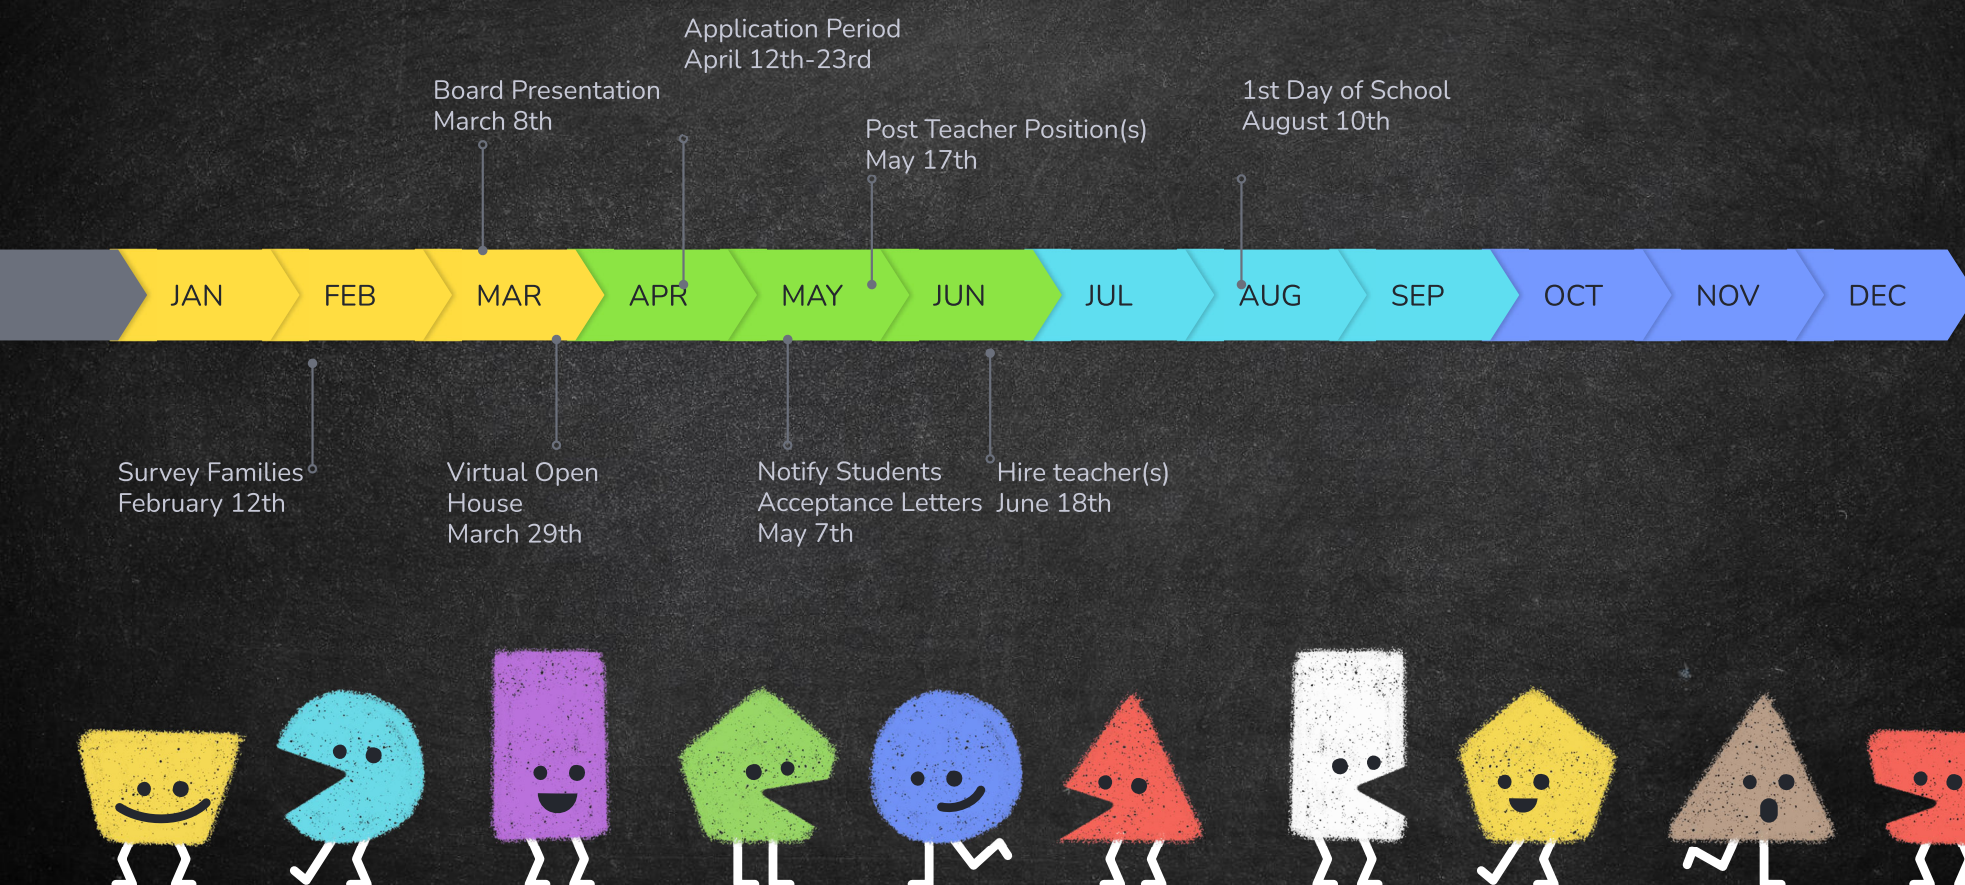 Application Period
April 12th-23rd
Board Presentation
March 8th
1st Day of School
August 10th
Post Teacher Position(s)
May 17th
JAN
FEB
MAR
APR
MAY
JUN
JUL
AUG
SEP
OCT
NOV
DEC
Survey Families
February 12th
Virtual Open
House
March 29th
Notify Students
Acceptance Letters
May 7th
Hire teacher(s)
June 18th